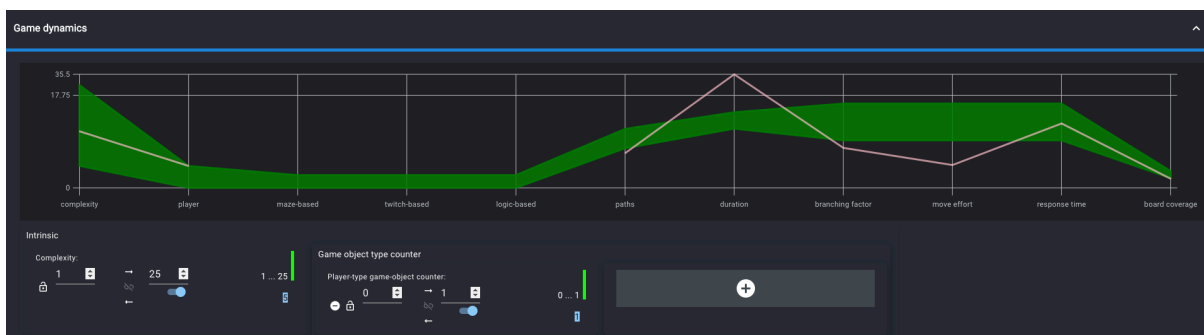 Game dynamics
35.5
17.75
0
complexity player maze-based twitch-based logic-based paths duration branching factor move effort response time board coverage
Intrinsic
Complexity:
1 → 25 1 ... 25
← 5
Game object type counter
Player-type game-object counter:
0 → 1 0 ... 1
← 1